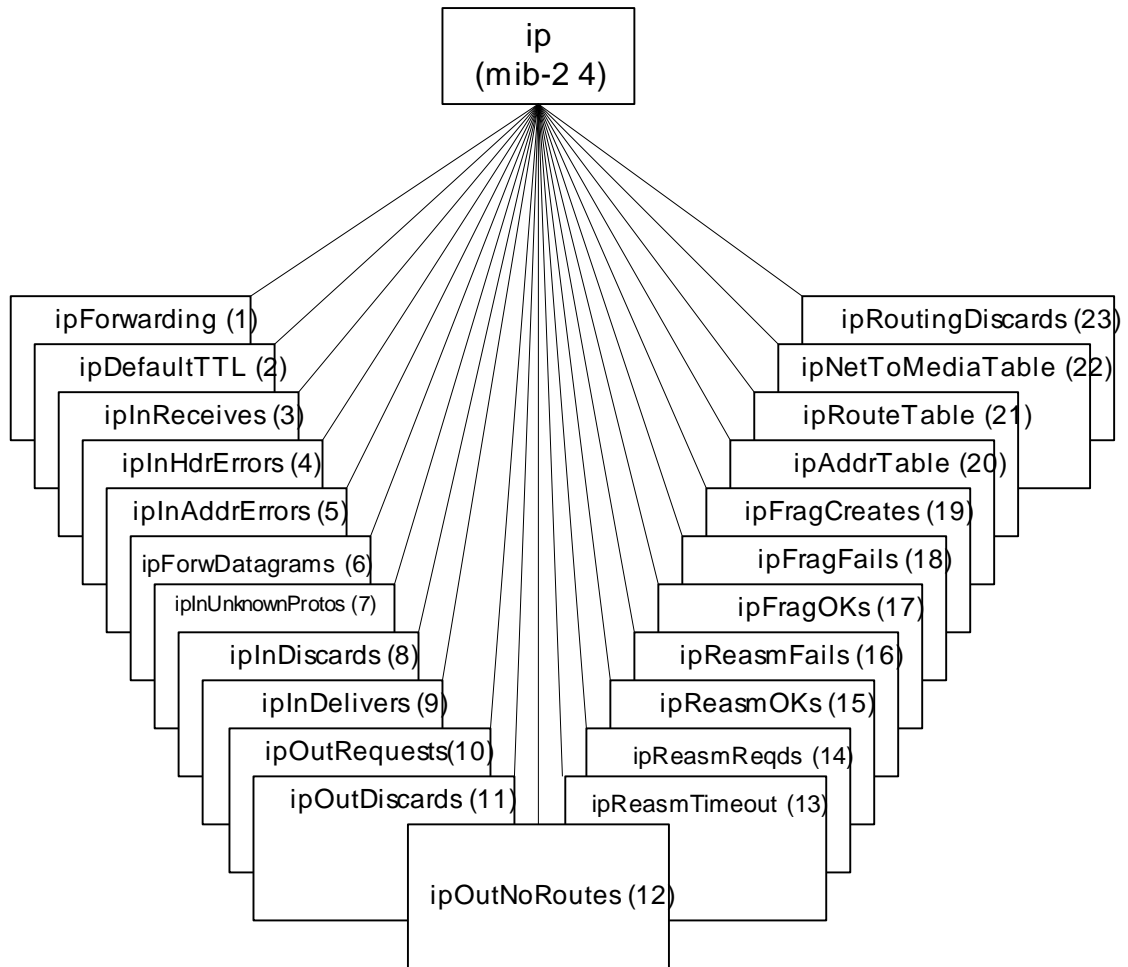 ip
(mib-2 4)
ipForwarding (1)
ipRoutingDiscards (23)
ipDefaultTTL (2)
ipNetToMediaTable (22)
ipInReceives (3)
ipRouteTable (21)
ipInHdrErrors (4)
ipAddrTable (20)
ipInAddrErrors (5)
ipFragCreates (19)
ipForwDatagrams (6)
ipFragFails (18)
ipInUnknownProtos (7)
ipFragOKs (17)
ipInDiscards (8)
ipReasmFails (16)
ipInDelivers (9)
ipReasmOKs (15)
ipOutRequests(10)
ipReasmReqds (14)
ipOutDiscards (11)
ipReasmTimeout (13)
ipOutNoRoutes (12)